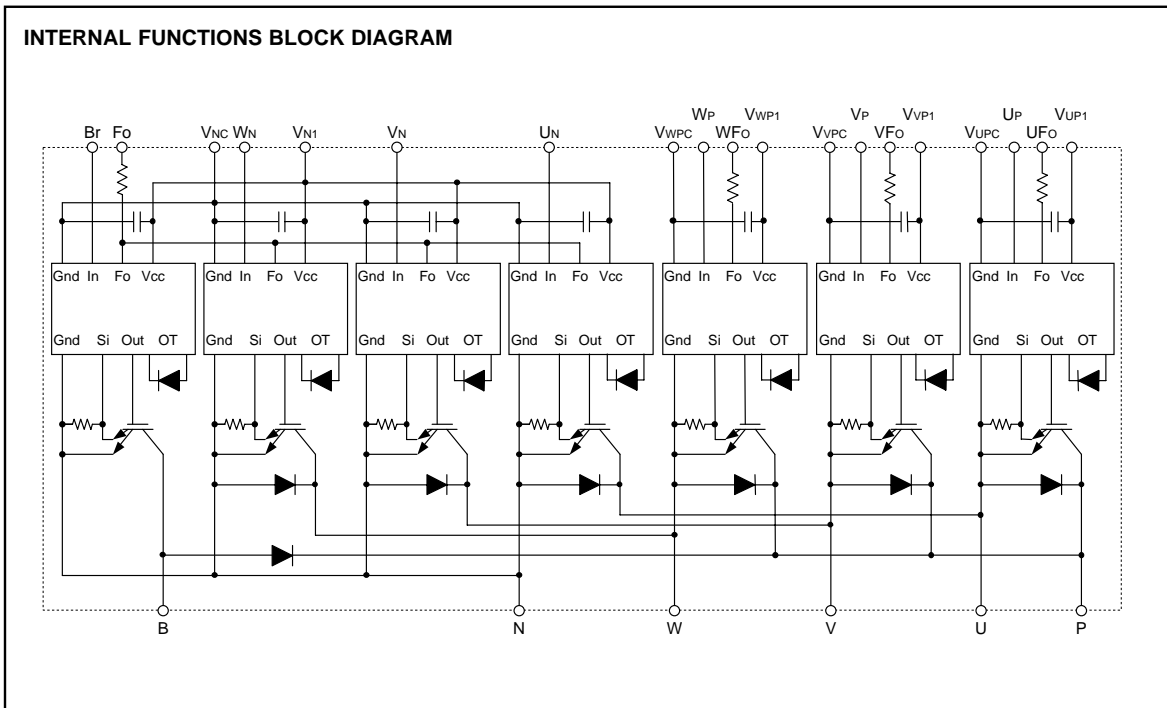 INTERNAL FUNCTIONS BLOCK DIAGRAM
WP VWP1 VP VVP1 UP VUP1
Br Fo VNC WN VN1 VN UN VWPC WFO VVPC VFO VUPC UFO
Gnd In Fo Vcc Gnd In Fo Vcc Gnd In Fo Vcc Gnd In Fo Vcc Gnd In Fo Vcc Gnd In Fo Vcc Gnd In Fo Vcc
Gnd Si Out OT Gnd Si Out OT Gnd Si Out OT Gnd Si Out OT Gnd Si Out OT Gnd Si Out OT Gnd Si Out OT
B N W V U P